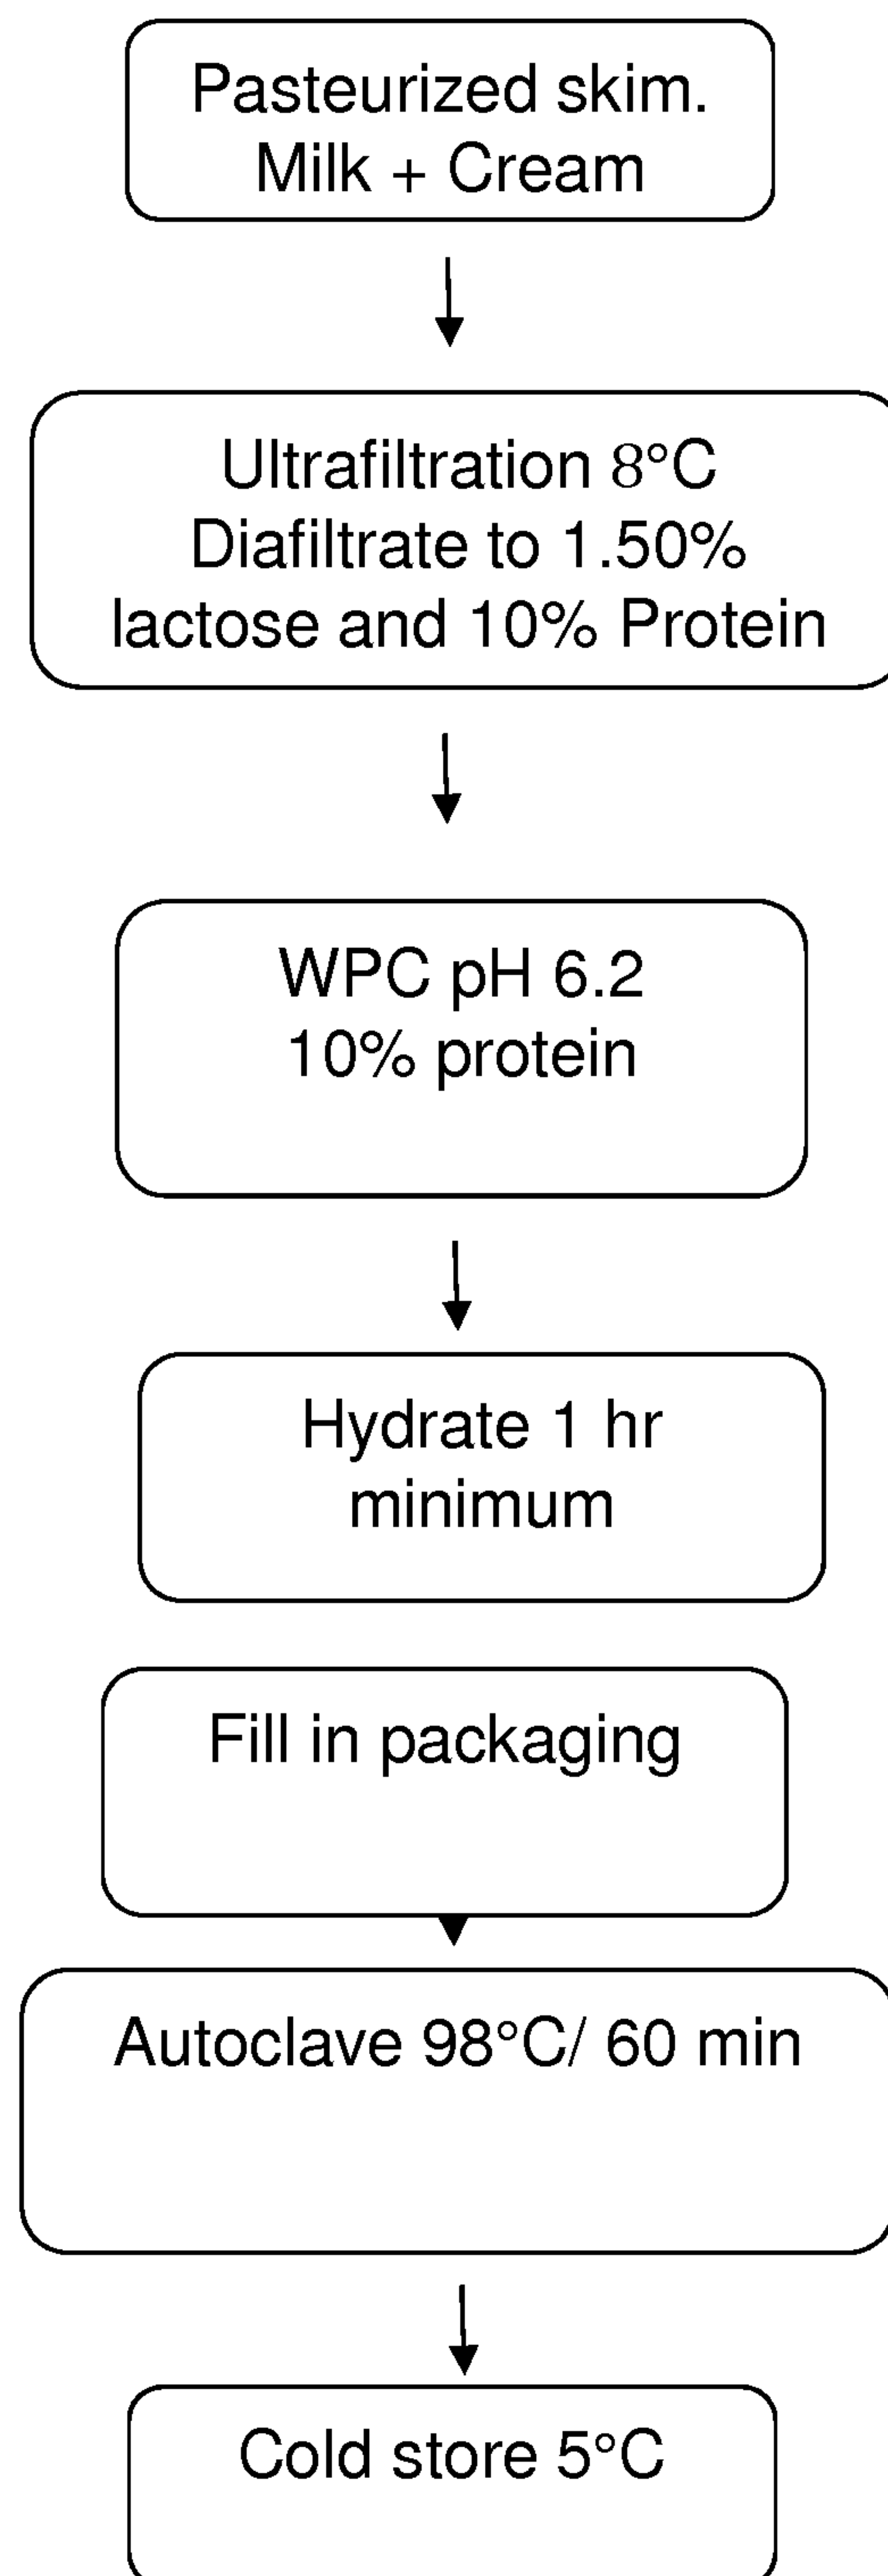 Pasteurized skim.
Milk + Cream
Ultrafiltration 8°C
Diafiltrate to 1.50%
lactose and 10% Protein
WPC pH 6.2
10% protein
Hydrate 1 hr
minimum
Fill in packaging
Autoclave 98°C/ 60 min
Cold store 5°C